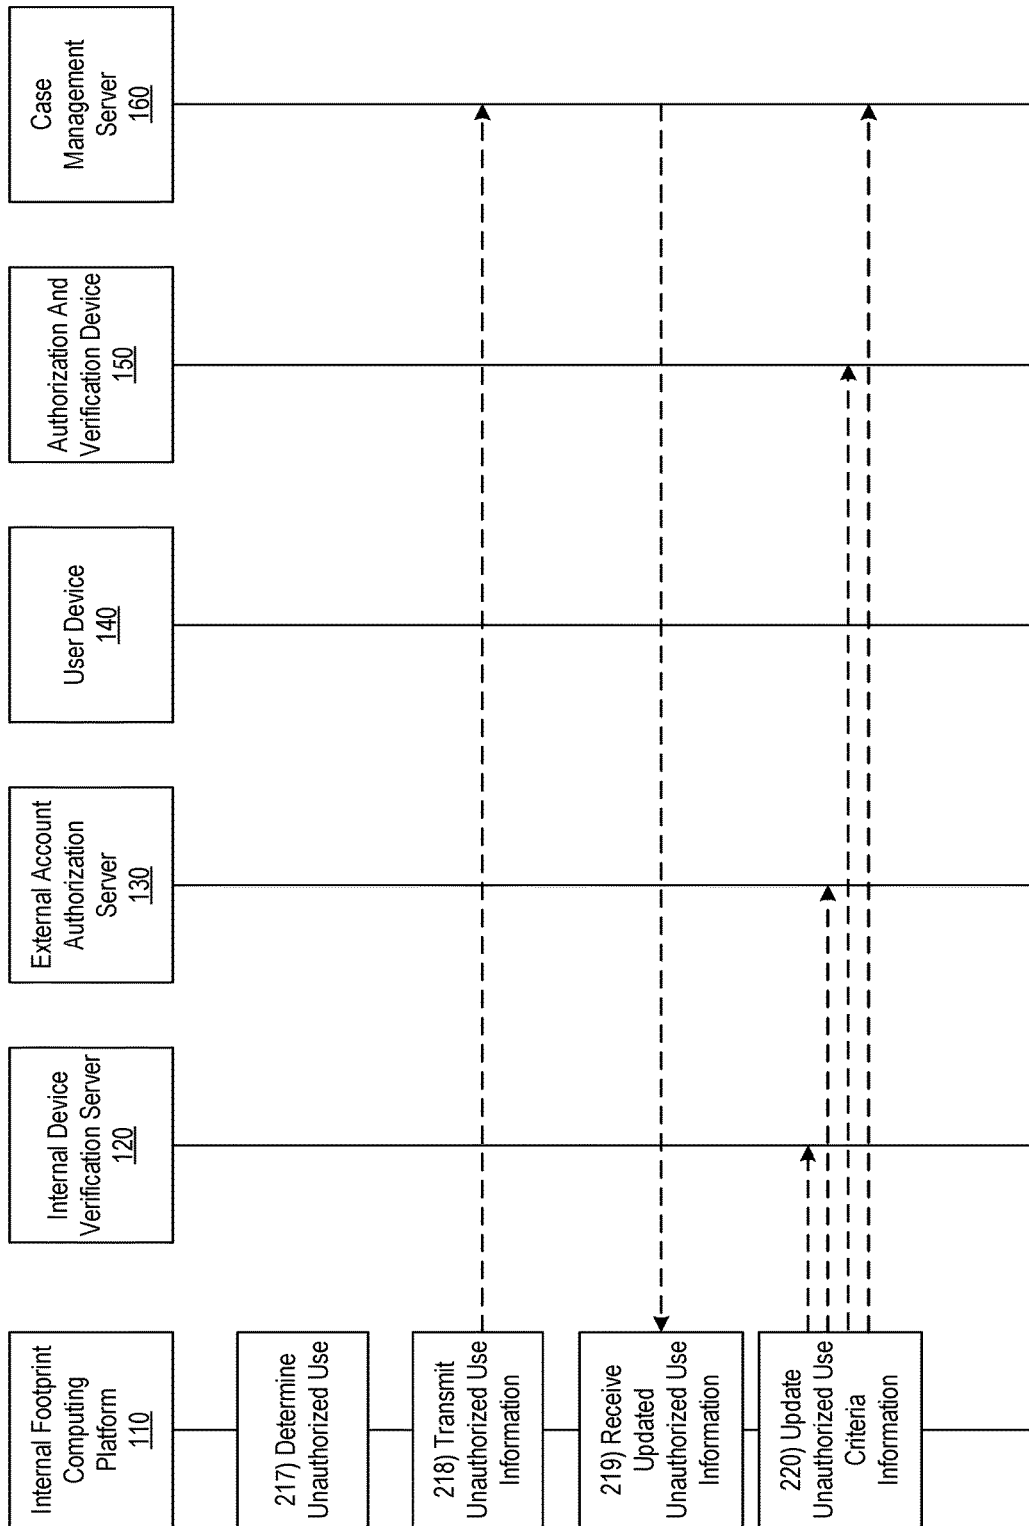 Internal Footprint
Computing
Platform
110
Internal Device
Verification Server
120
External Account
Authorization
Server
130
User Device
140
Authorization And
Verification Device
150
Case
Management
Server
160
217) Determine
Unauthorized Use
218) Transmit
Unauthorized Use
Information
219) Receive
Updated
Unauthorized Use
Information
220) Update
Unauthorized Use
Criteria
Information